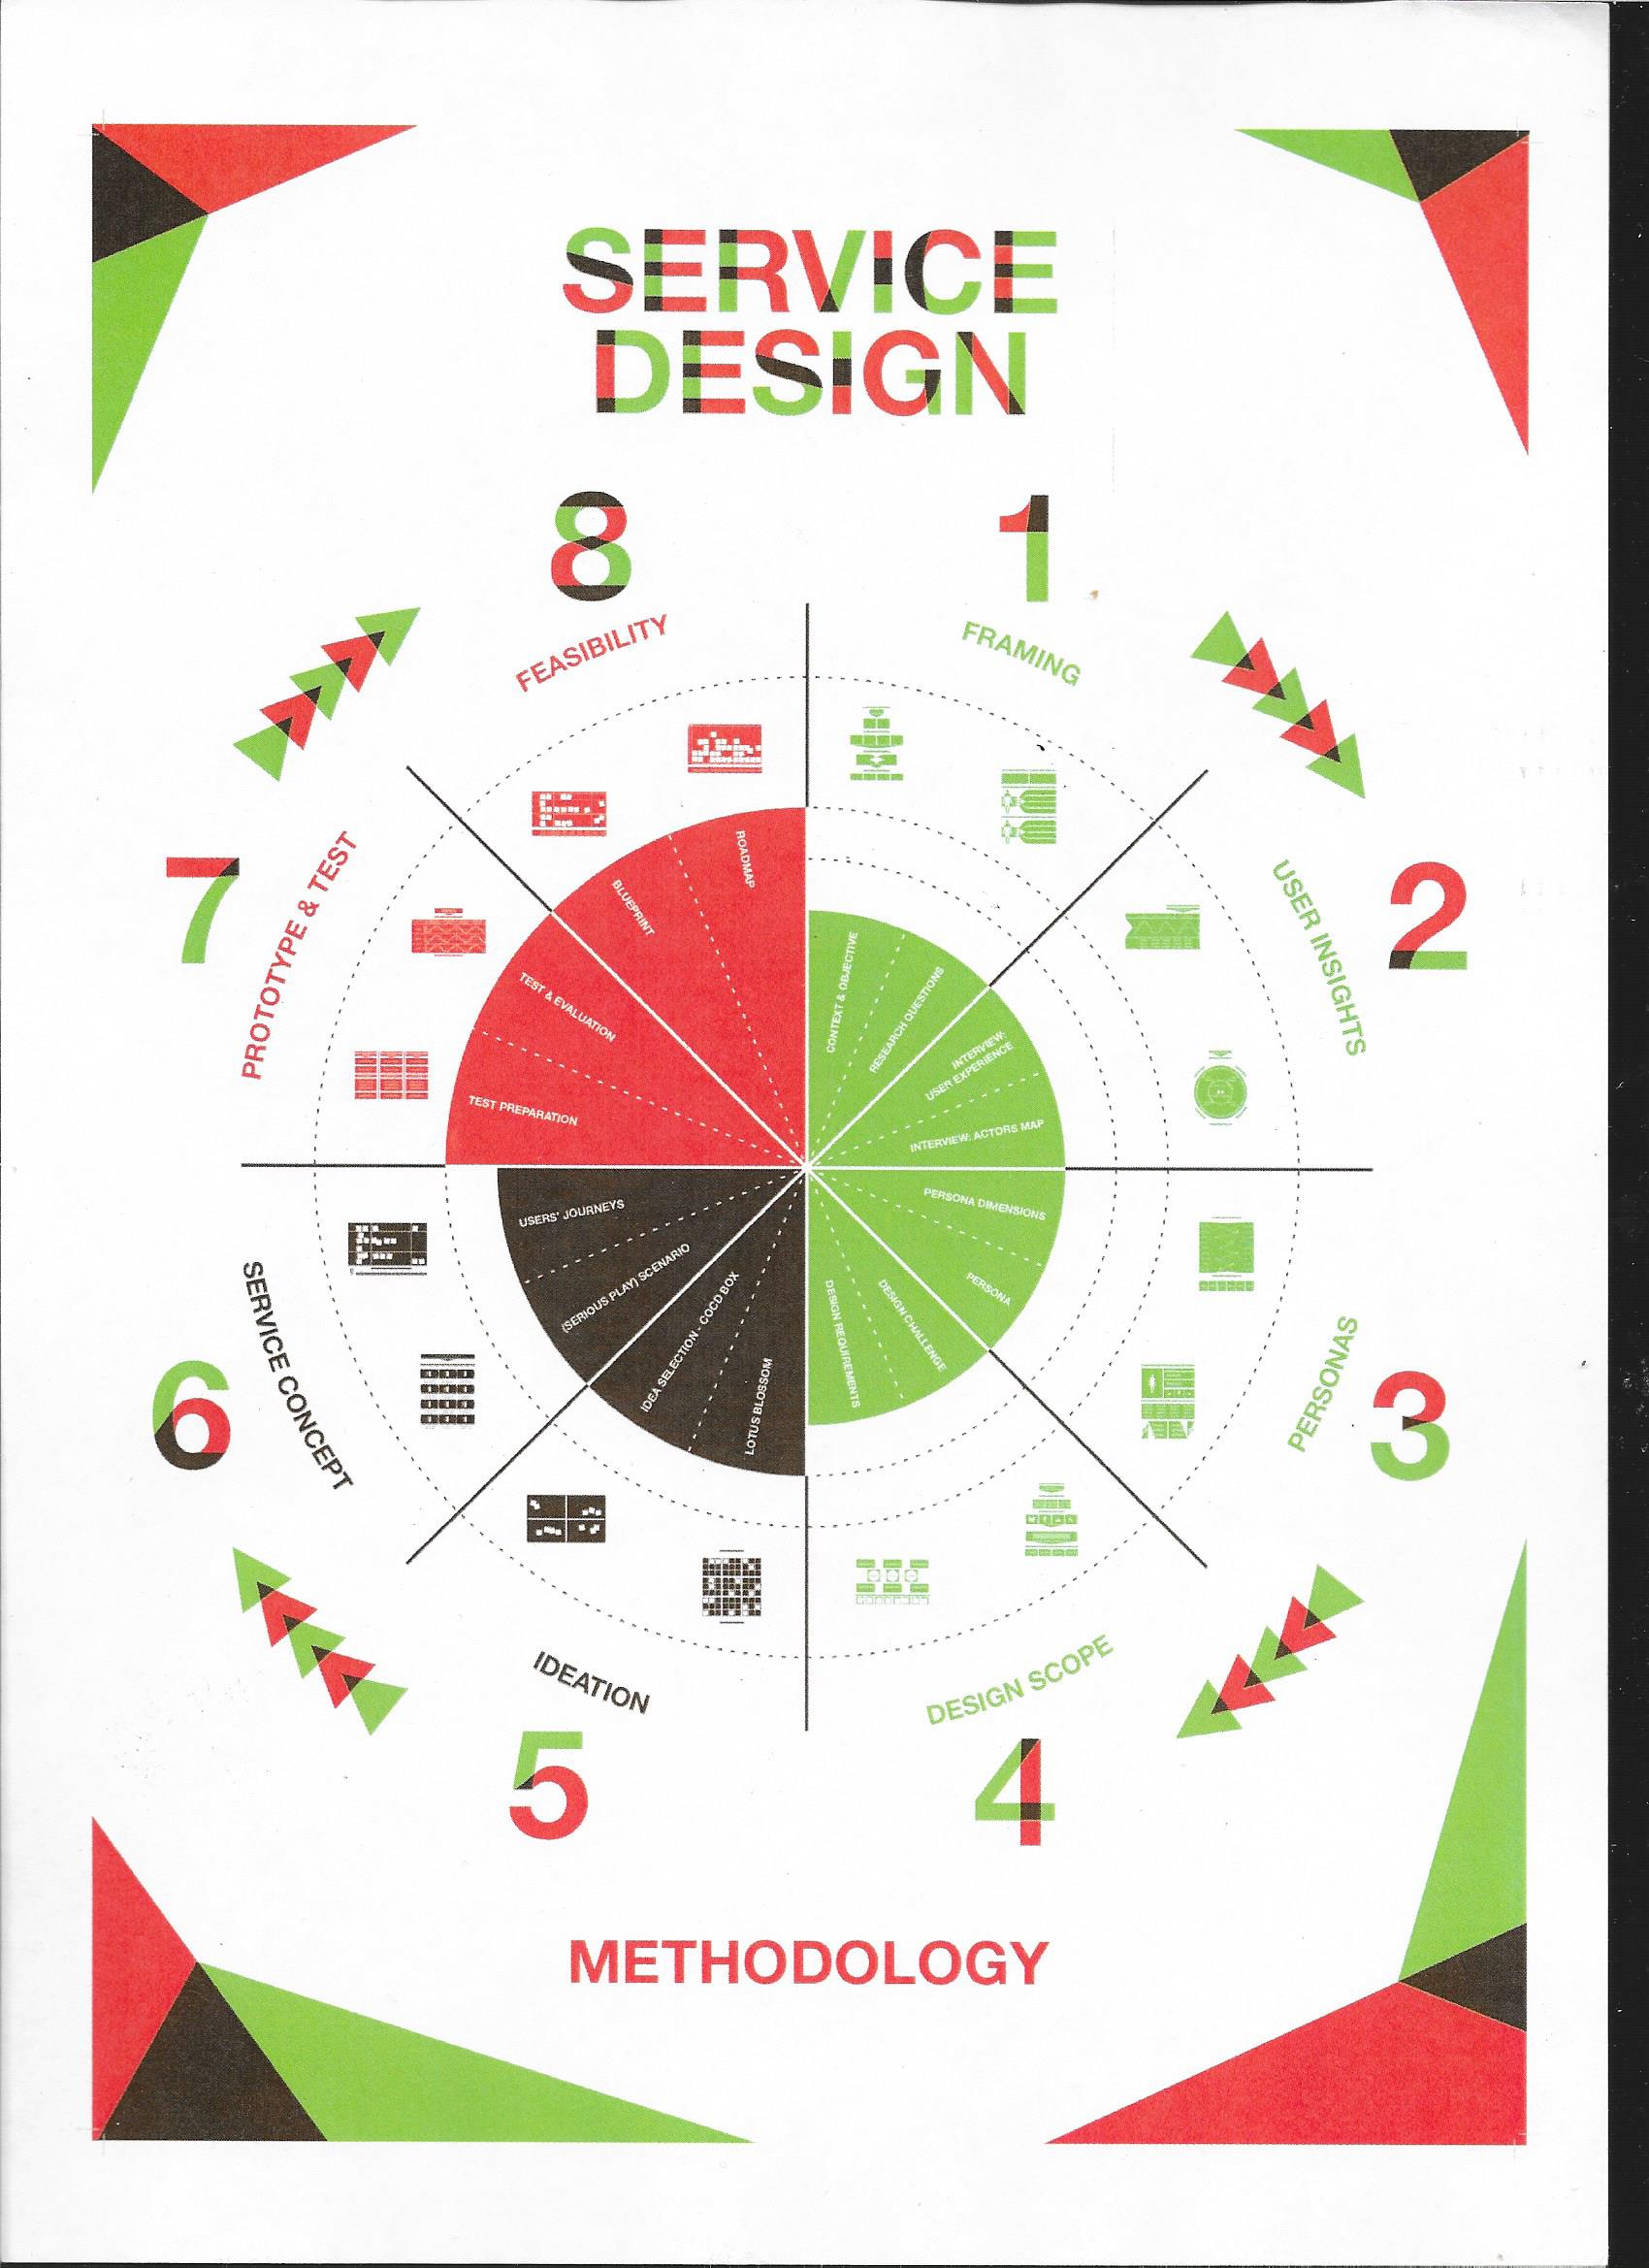 SERVICE
DESIGN
8
1
FEASIBILITY
FRAMING
7
PROTOTYPE & TEST
USER INSIGHTS
2
ROADMAP
BLUEPRINT
TEST & EVALUATION
TEST PREPARATION
CONTEXT & OBJECTIVE
RESEARCH QUESTIONS
INTERVIEW:
USER EXPERIENCE
INTERVIEW: ACTORS MAP
USERS' JOURNEYS
(SERIOUS PLAY) SCENARIO
IDEA SELECTION - COCD BOX
LOTUS BLOSSOM
PERSONA DIMENSIONS
PERSONA
DESIGN CHALLENGE
DESIGN REQUIREMENTS
6
SERVICE CONCEPT
PERSONAS
3
IDEATION
DESIGN SCOPE
5
4
METHODOLOGY